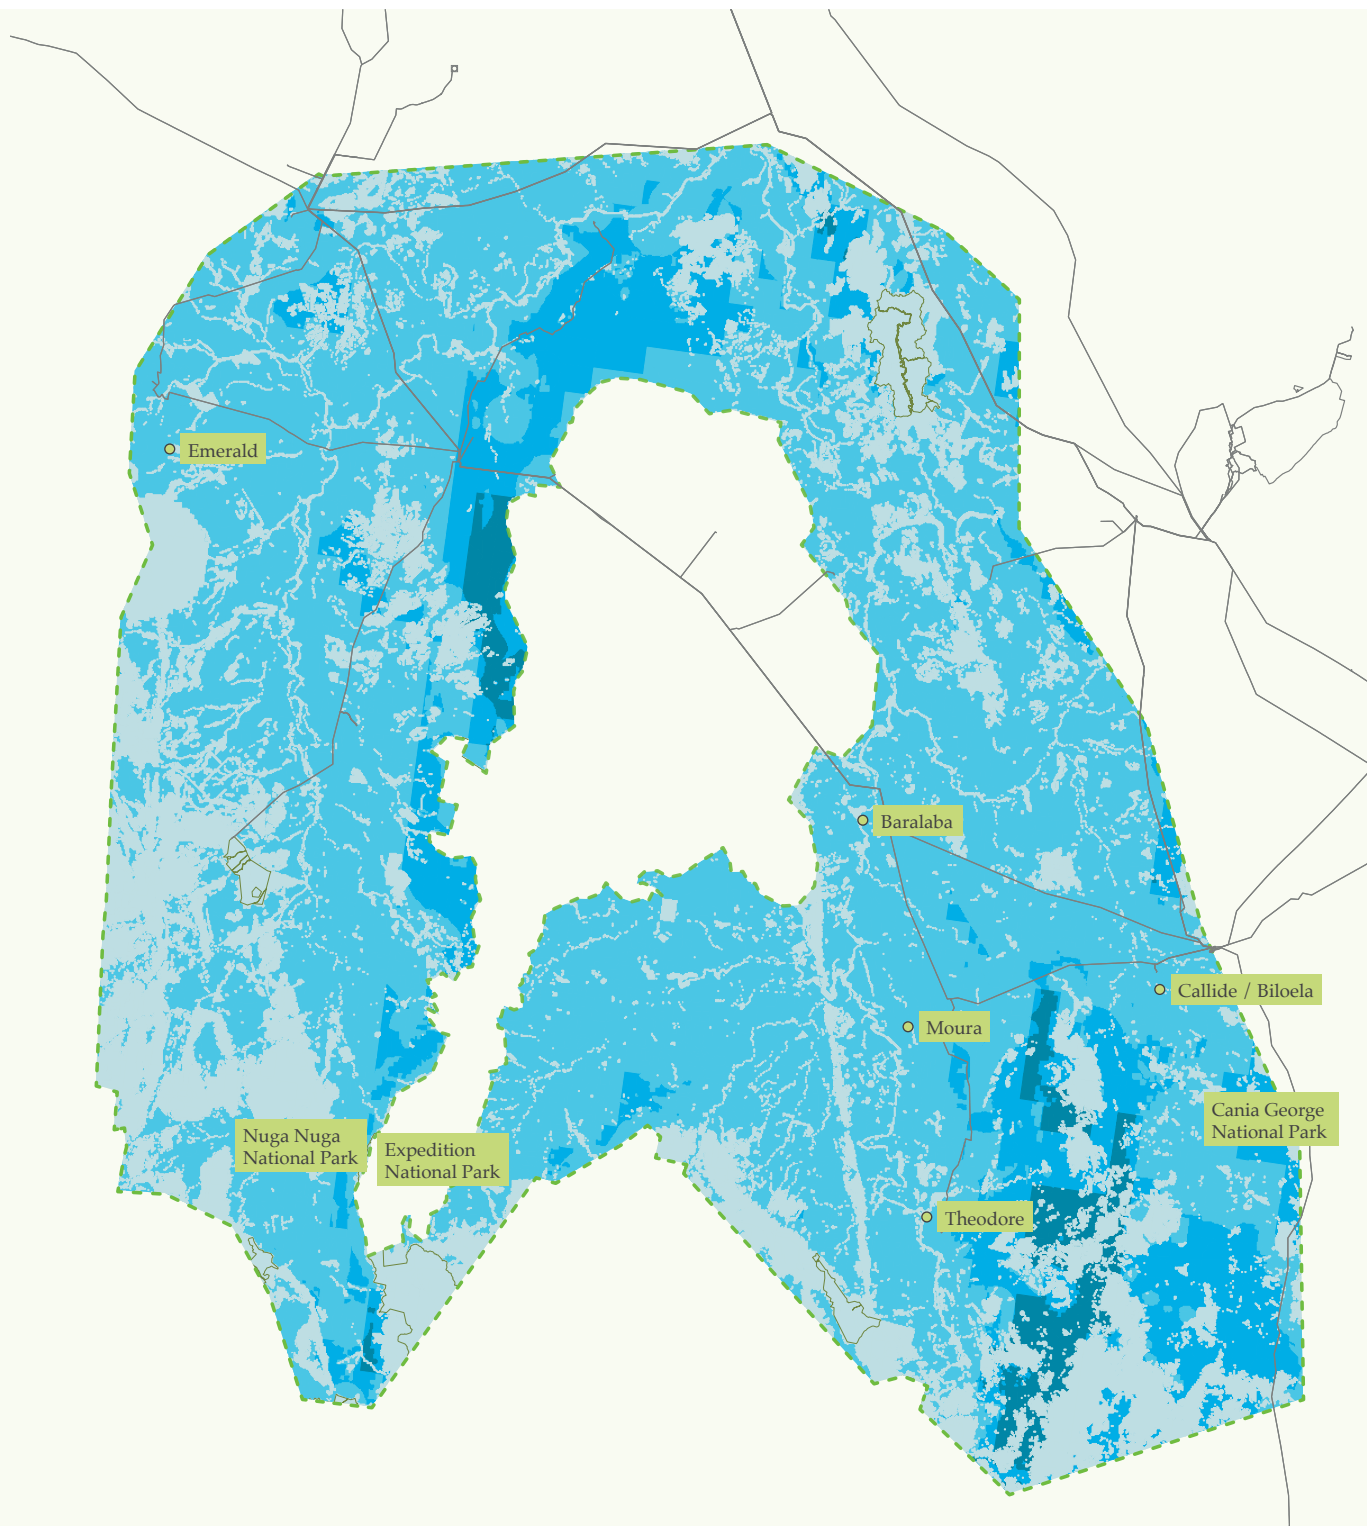 Emerald
Baralaba
Callide / Biloela
Moura
Cania George
National Park
Nuga Nuga
National Park
Expedition
National Park
Theodore